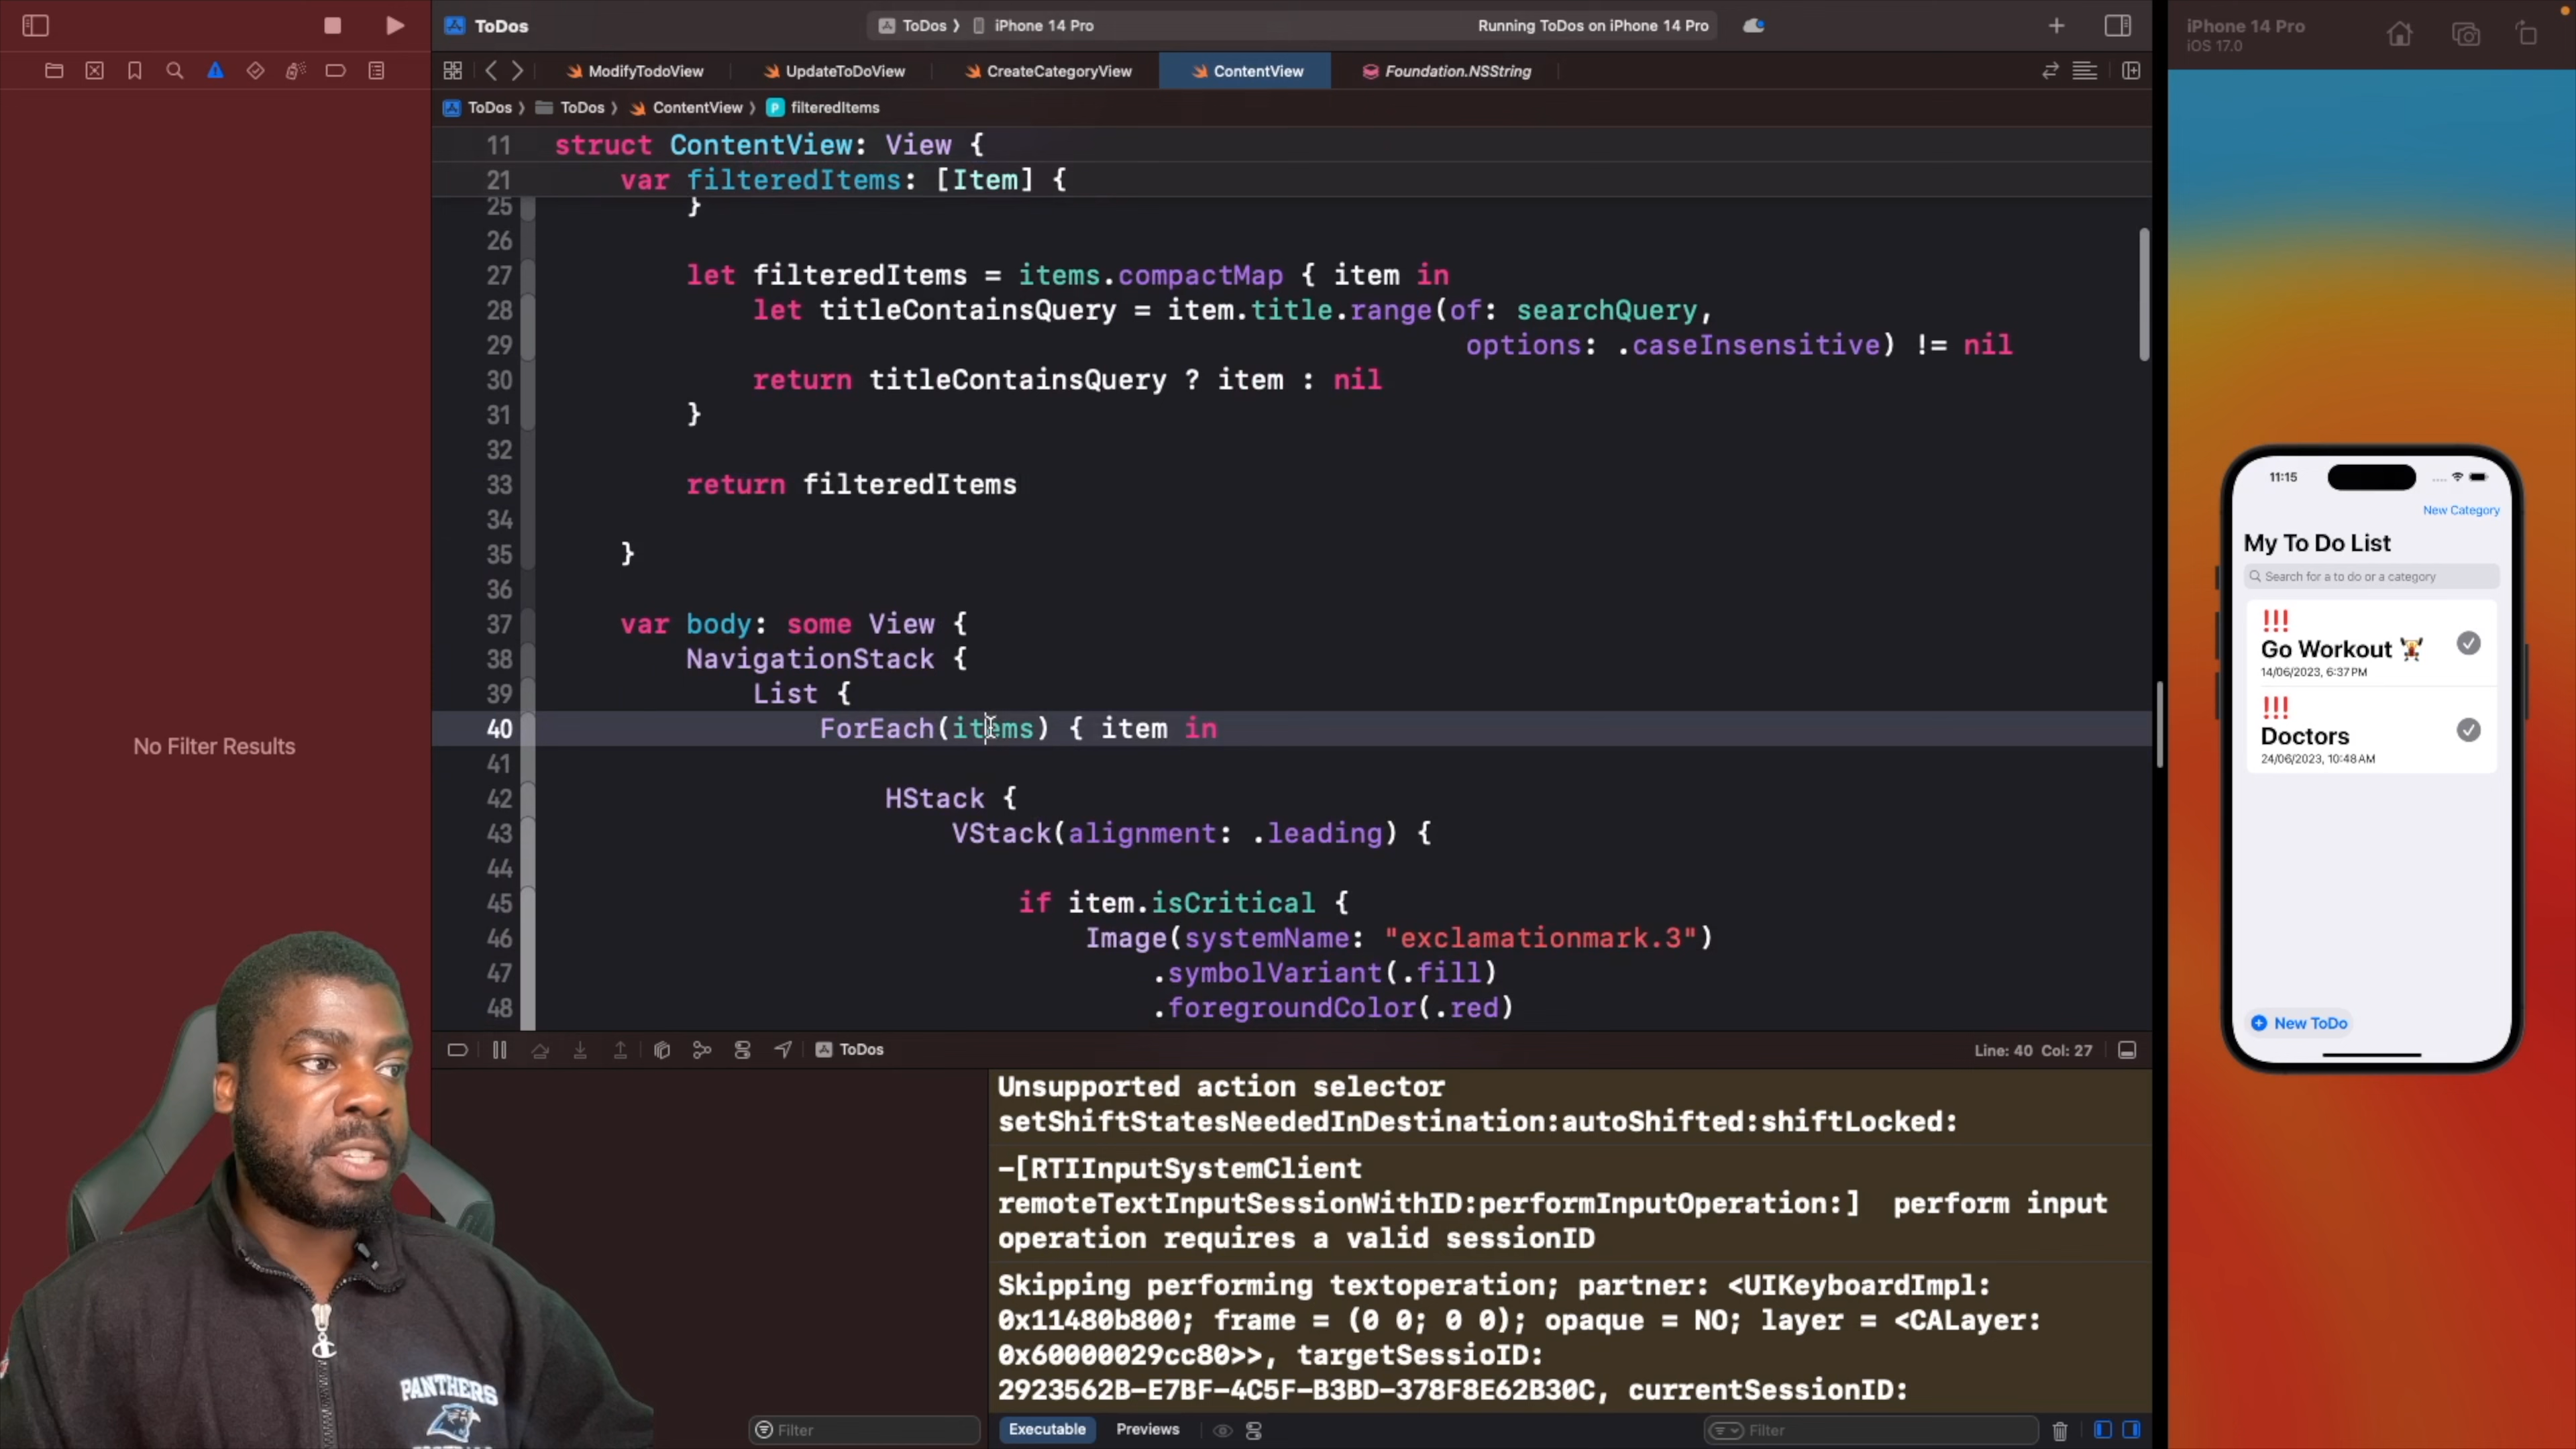 ToDos
ToDos 〉 iPhone 14 Pro
Running ToDos on iPhone 14 Pro
iPhone 14 Pro
iOS 17.0
ModifyTodoView
UpdateToDoView
CreateCategoryView
ContentView
Foundation.NSString
ToDos 〉 ToDos 〉 ContentView 〉 P filteredItems
11 struct ContentView: View {
21 var filteredItems: [Item] {
25 }
26
27 let filteredItems = items.compactMap { item in
28 let titleContainsQuery = item.title.range(of: searchQuery,
29 options: .caseInsensitive) != nil
30 return titleContainsQuery ? item : nil
31 }
32
33 return filteredItems
34
35 }
36
37 var body: some View {
38 NavigationStack {
39 List {
40 ForEach(items) { item in
41
42 HStack {
43 VStack(alignment: .leading) {
44
45 if item.isCritical {
46 Image(systemName: "exclamationmark.3")
47 .symbolVariant(.fill)
48 .foregroundColor(.red)
No Filter Results
ToDos
Line: 40 Col: 27
Unsupported action selector
setShiftStatesNeededInDestination:autoShifted:shiftLocked:
-[RTIInputSystemClient
remoteTextInputSessionWithID:performInputOperation:] perform input
operation requires a valid sessionID
Skipping performing textoperation; partner: <UIKeyboardImpl:
0x11480b800; frame = (0 0; 0 0); opaque = NO; layer = <CALayer:
0x60000029cc80>>, targetSessioID:
2923562B-E7BF-4C5F-B3BD-378F8E62B30C, currentSessionID:
Filter
Executable
Previews
Filter
11:15
New Category
My To Do List
Search for a to do or a category
!!!
Go Workout 🏋️
14/06/2023, 6:37 PM
!!!
Doctors
24/06/2023, 10:48 AM
New ToDo
PANTHERS